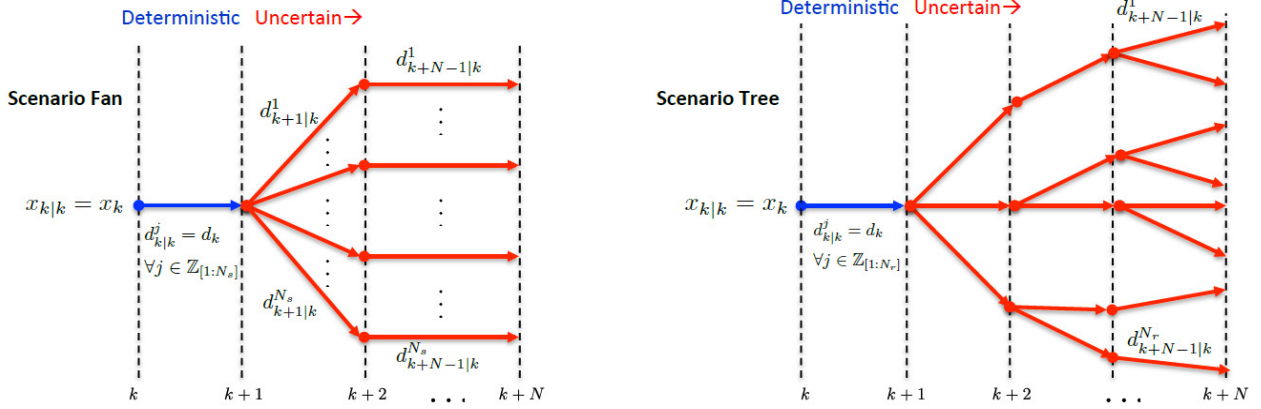 Deterministic Uncertain→
Scenario Fan
d^1_{k+1|k}
d^1_{k+N-1|k}
x_{k|k} = x_k
d^j_{k|k} = d_k
∀j ∈ ℤ_{[1:N_s]}
d^{N_s}_{k+1|k}
d^{N_s}_{k+N-1|k}
k k + 1 k + 2 ... k + N
Deterministic Uncertain→
Scenario Tree
d^1_{k+N-1|k}
x_{k|k} = x_k
d^j_{k|k} = d_k
∀j ∈ ℤ_{[1:N_r]}
d^{N_r}_{k+N-1|k}
k k + 1 k + 2 ... k + N